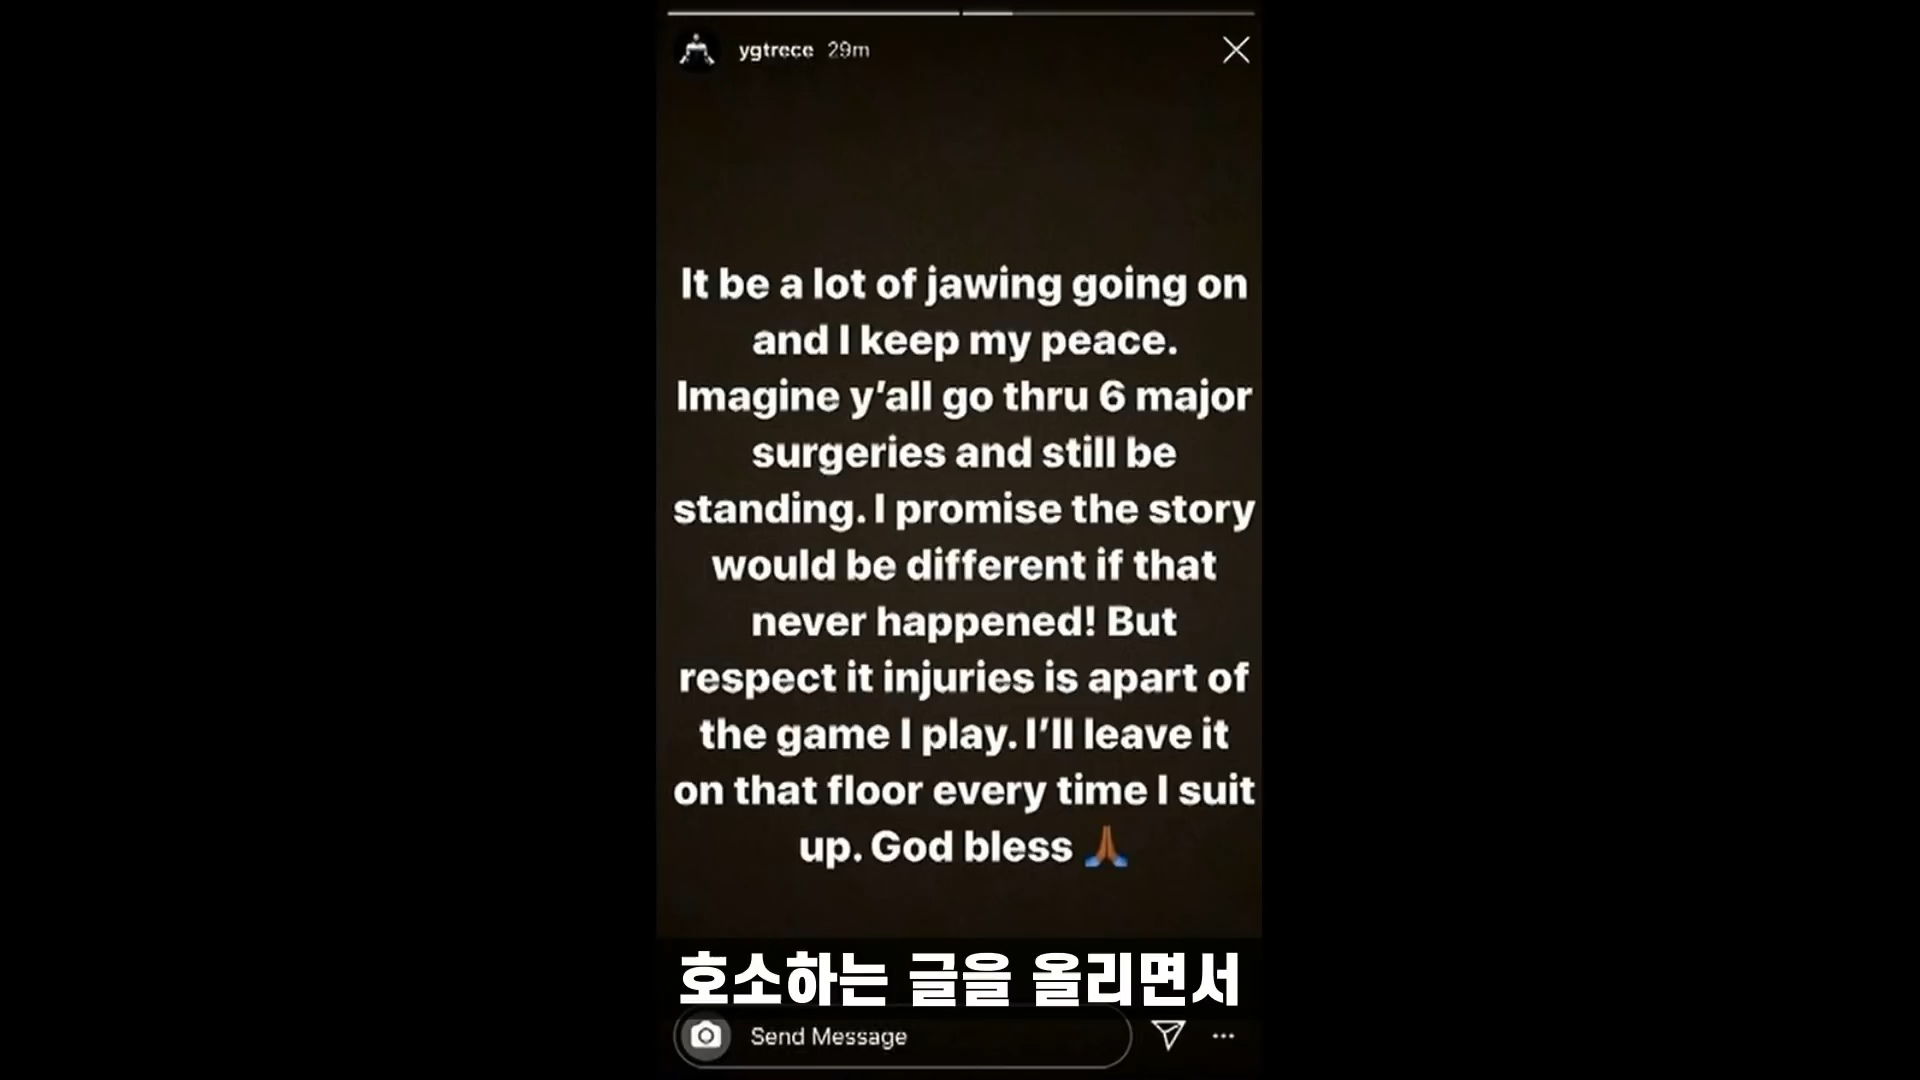 ygtrece 29m
It be a lot of jawing going on
and I keep my peace.
Imagine y'all go thru 6 major
surgeries and still be
standing. I promise the story
would be different if that
never happened! But
respect it injuries is apart of
the game I play. I'll leave it
on that floor every time I suit
up. God bless 🙏🏾
호소하는 글을 올리면서
Send Message